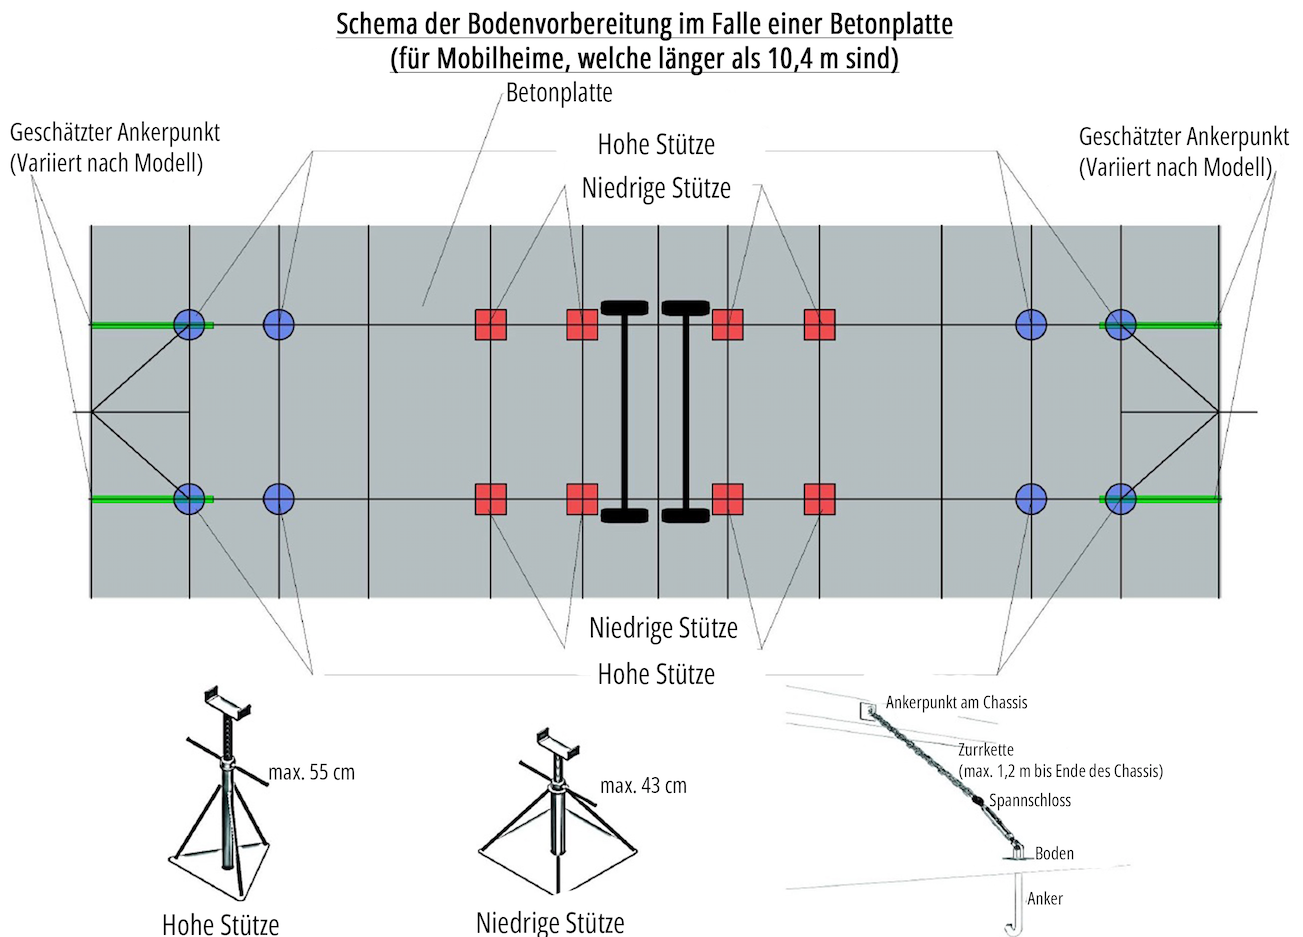 Schema der Bodenvorbereitung im Falle einer Betonplatte
(für Mobilheime, welche länger als 10,4 m sind)
Betonplatte
Geschätzter Ankerpunkt
(Variiert nach Modell)
Hohe Stütze
Niedrige Stütze
Geschätzter Ankerpunkt
(Variiert nach Modell)
Niedrige Stütze
Hohe Stütze
max. 55 cm
Hohe Stütze
max. 43 cm
Niedrige Stütze
Ankerpunkt am Chassis
Zurrkette
(max. 1,2 m bis Ende des Chassis)
Spannschloss
Boden
Anker